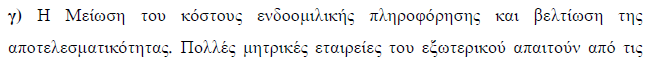 γ) Η Μείωση του κόστους ενδοομιλικής πληροφόρησης και βελτίωση της
αποτελεσματικότητας. Πολλές μητρικές εταιρείες του εξωτερικού απαιτούν από τις